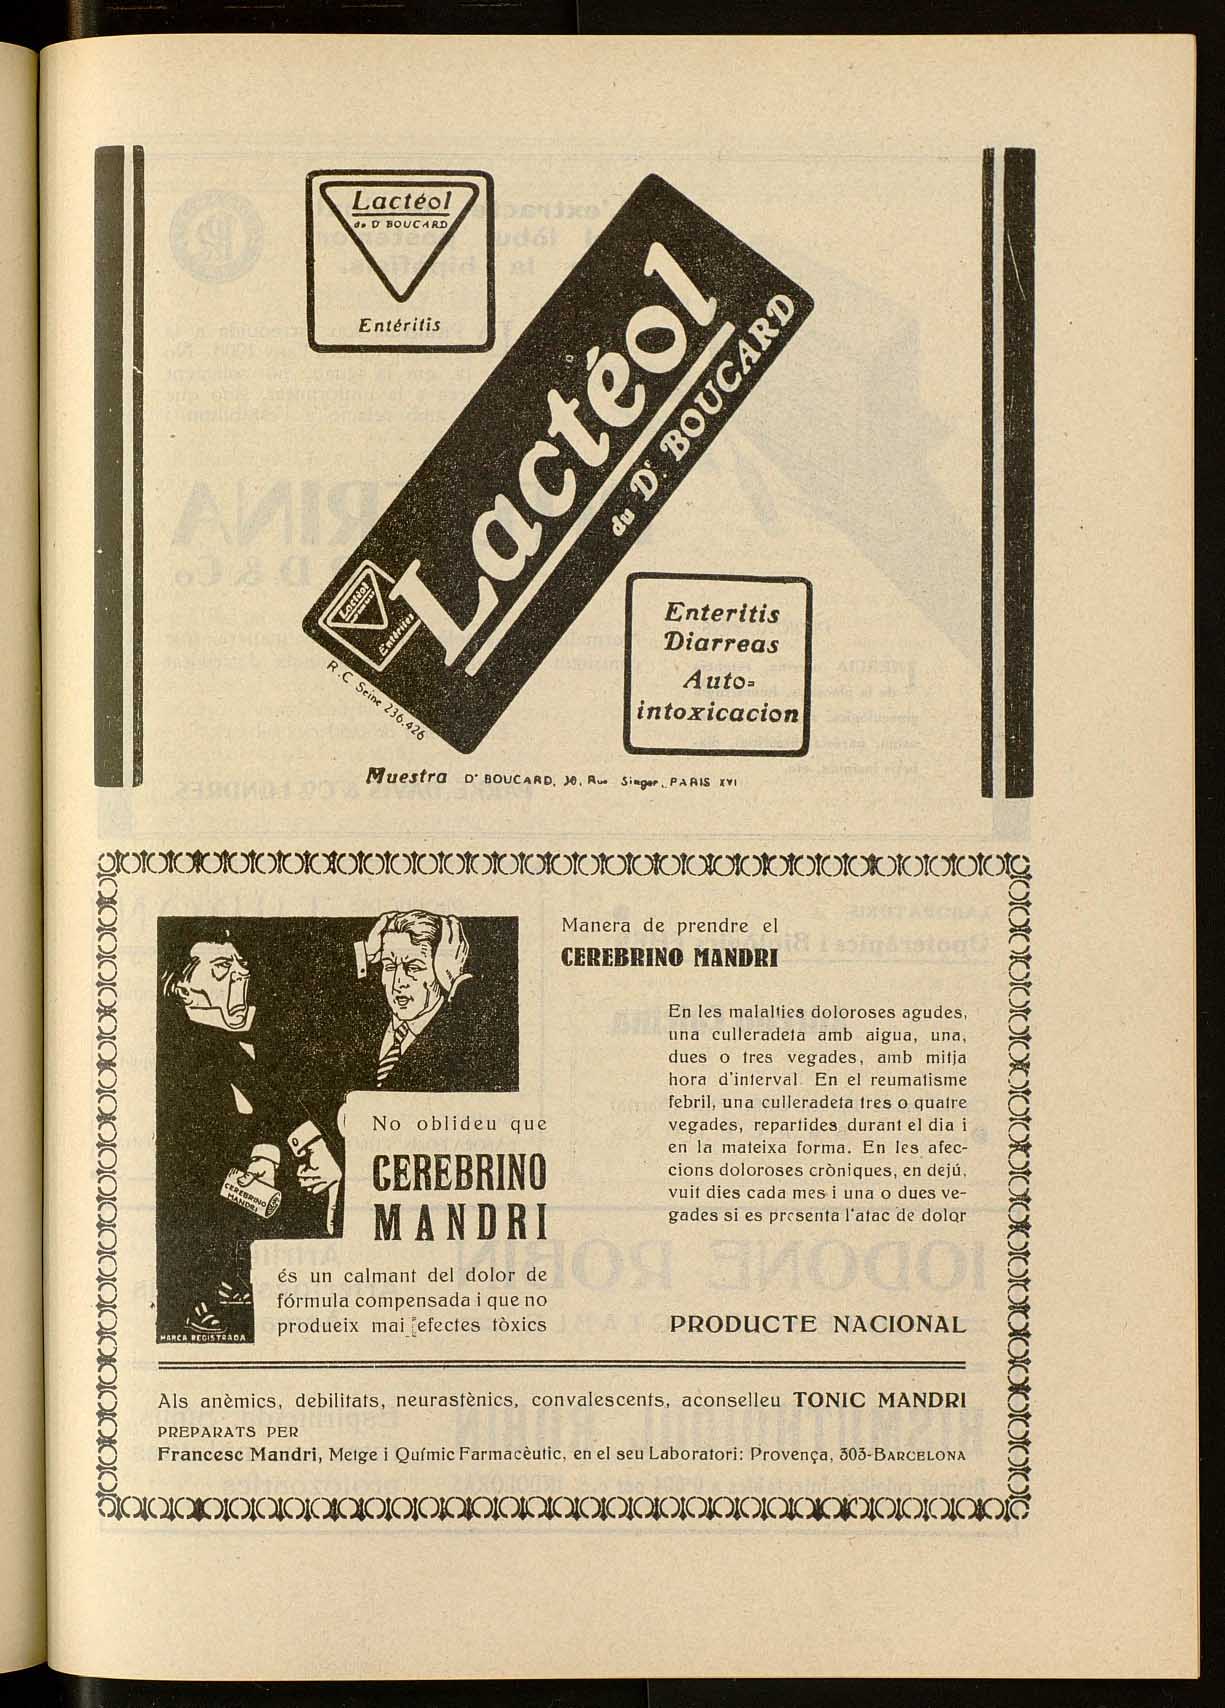 Lactéol
du Dr BOUCARD
Entéritis
Lactéol
du Dr. BOUCARD
Lactéol
Entéritis
R.C Seine 236.426
Enteritis
Diarreas
Auto=
intoxicacion
Muestra Dr BOUCARD, 30, Rue Singer, PARIS XVI
Manera de prendre el
CEREBRINO MANDRI
En les malalties doloroses agudes,
una culleradeta amb aigua, una,
dues o tres vegades, amb mitja
hora d'interval. En el reumatisme
febril, una culleradeta tres o quatre
vegades, repartides durant el dia i
en la mateixa forma. En les afec-
cions doloroses cròniques, en dejú,
vuit dies cada mes i una o dues ve-
gades si es presenta l'atac de dolor
PRODUCTE NACIONAL
CEREBRINO
MANDRI
MARCA REGISTRADA
No oblideu que
CEREBRINO
MANDRI
és un calmant del dolor de
fórmula compensada i que no
produeix mai efectes tòxics
Als anèmics, debilitats, neurastènics, convalescents, aconselleu TONIC MANDRI
PREPARATS PER
Francesc Mandri, Metge i Químic Farmacèutic, en el seu Laboratori: Provença, 303-BARCELONA